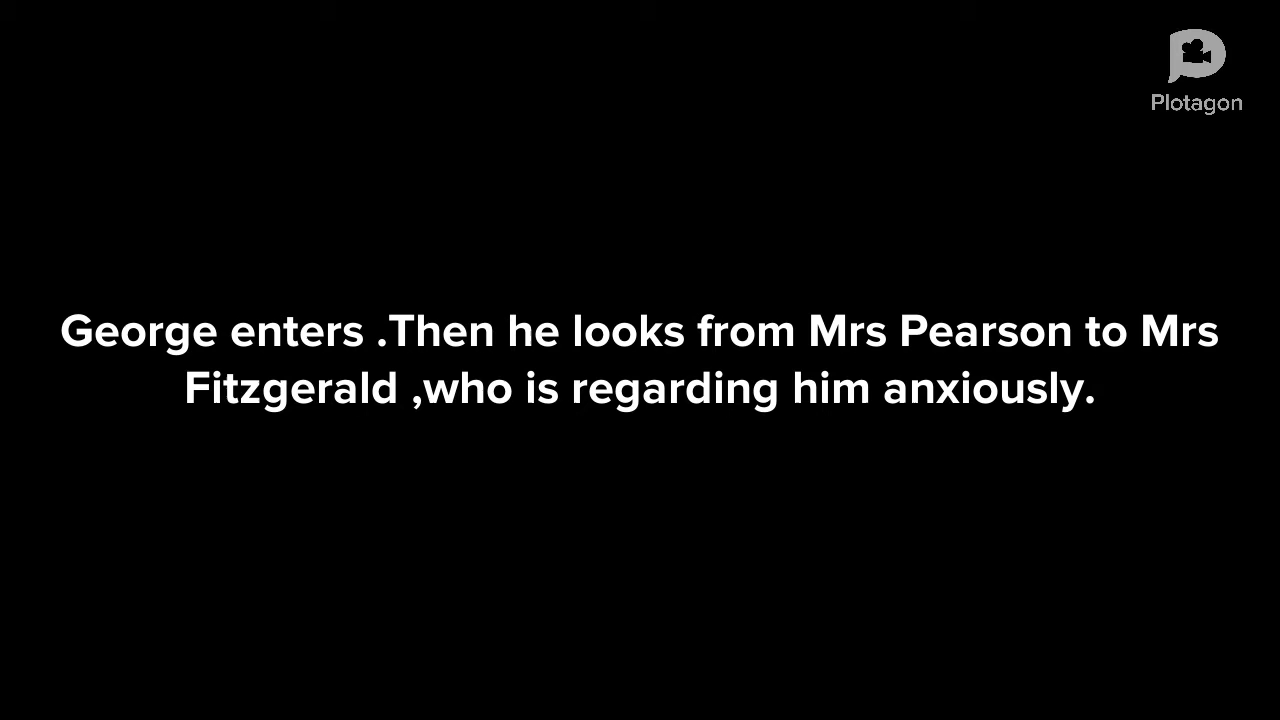 Plotagon
George enters .Then he looks from Mrs Pearson to Mrs
Fitzgerald ,who is regarding him anxiously.